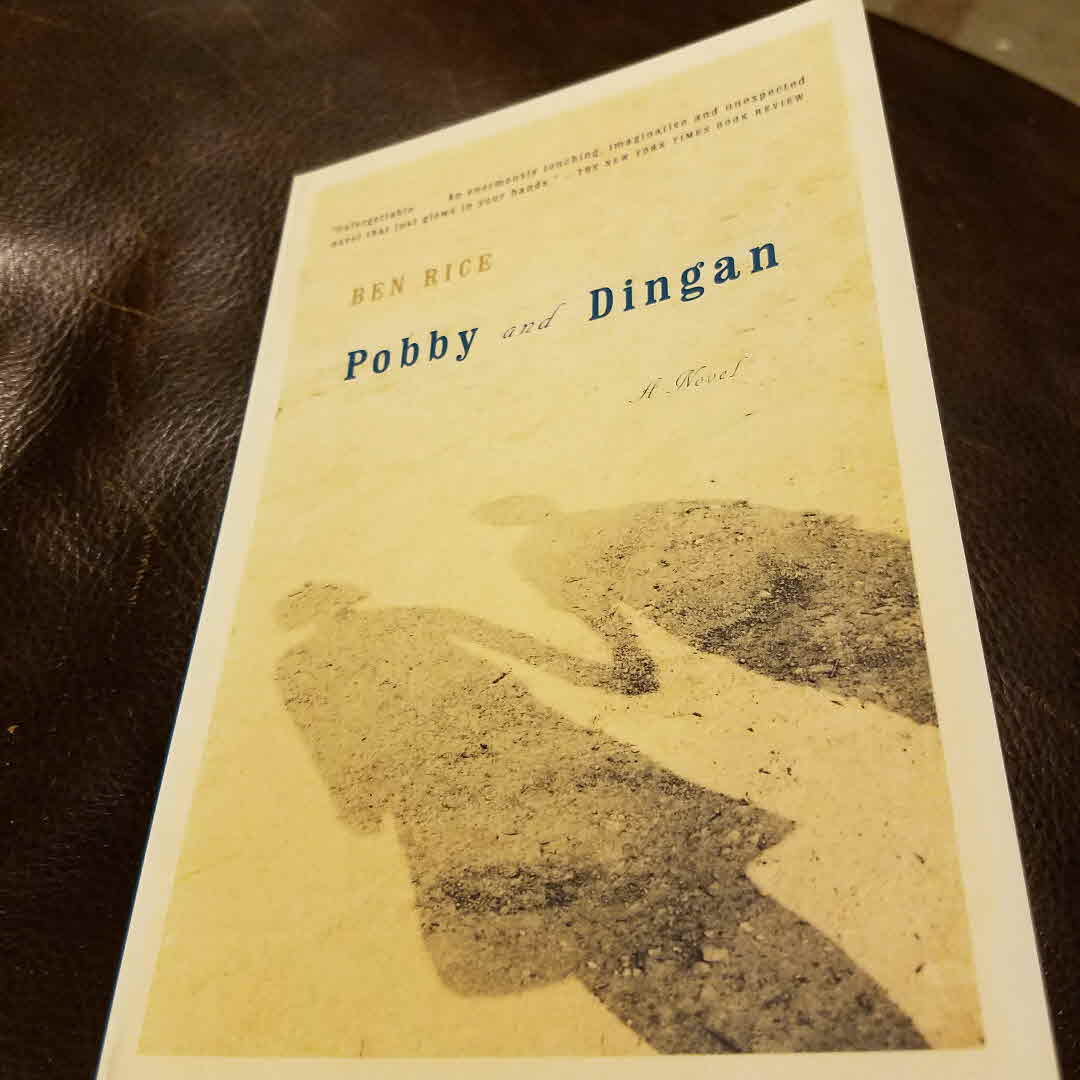 "Unforgettable . . . . An enormously touching, imaginative and unexpected
novel that just glows in your hands." —THE NEW YORK TIMES BOOK REVIEW
BEN RICE
Pobby and Dingan
A Novel